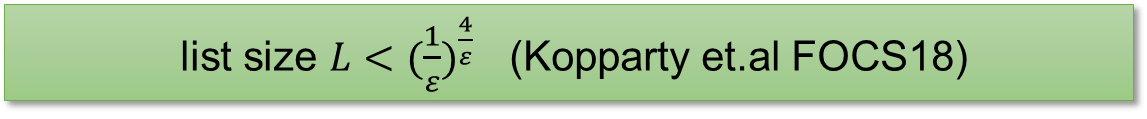 list size 𝐿 < (1/𝜀)^(4/𝜀) (Kopparty et.al FOCS18)